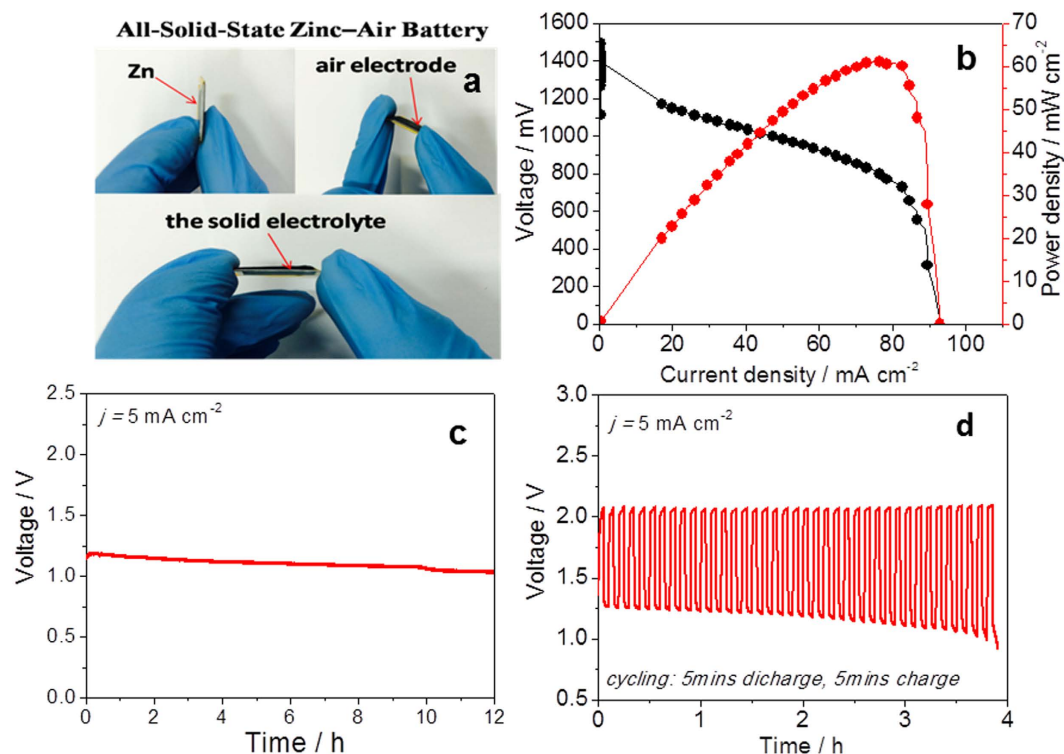 All-Solid-State Zinc–Air Battery
Zn
air electrode
a
the solid electrolyte
b
Voltage / mV
1600
1400
1200
1000
800
600
400
200
0
70
60
50
40
30
20
10
0
Power density / mW cm-2
0 20 40 60 80 100
Current density / mA cm-2
j = 5 mA cm-2
c
Voltage / V
2.5
2.0
1.5
1.0
0.5
0.0
0 2 4 6 8 10 12
Time / h
j = 5 mA cm-2
d
Voltage / V
3.0
2.5
2.0
1.5
1.0
0.5
cycling: 5mins dicharge, 5mins charge
0 1 2 3 4
Time / h